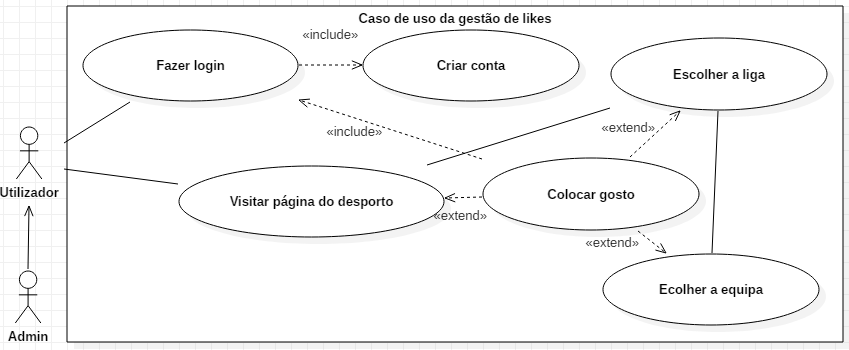 Caso de uso da gestão de likes
«include»
Fazer login
Criar conta
Escolher a liga
«include»
«extend»
Utilizador
Visitar página do desporto
Colocar gosto
«extend»
«extend»
Ecolher a equipa
Admin